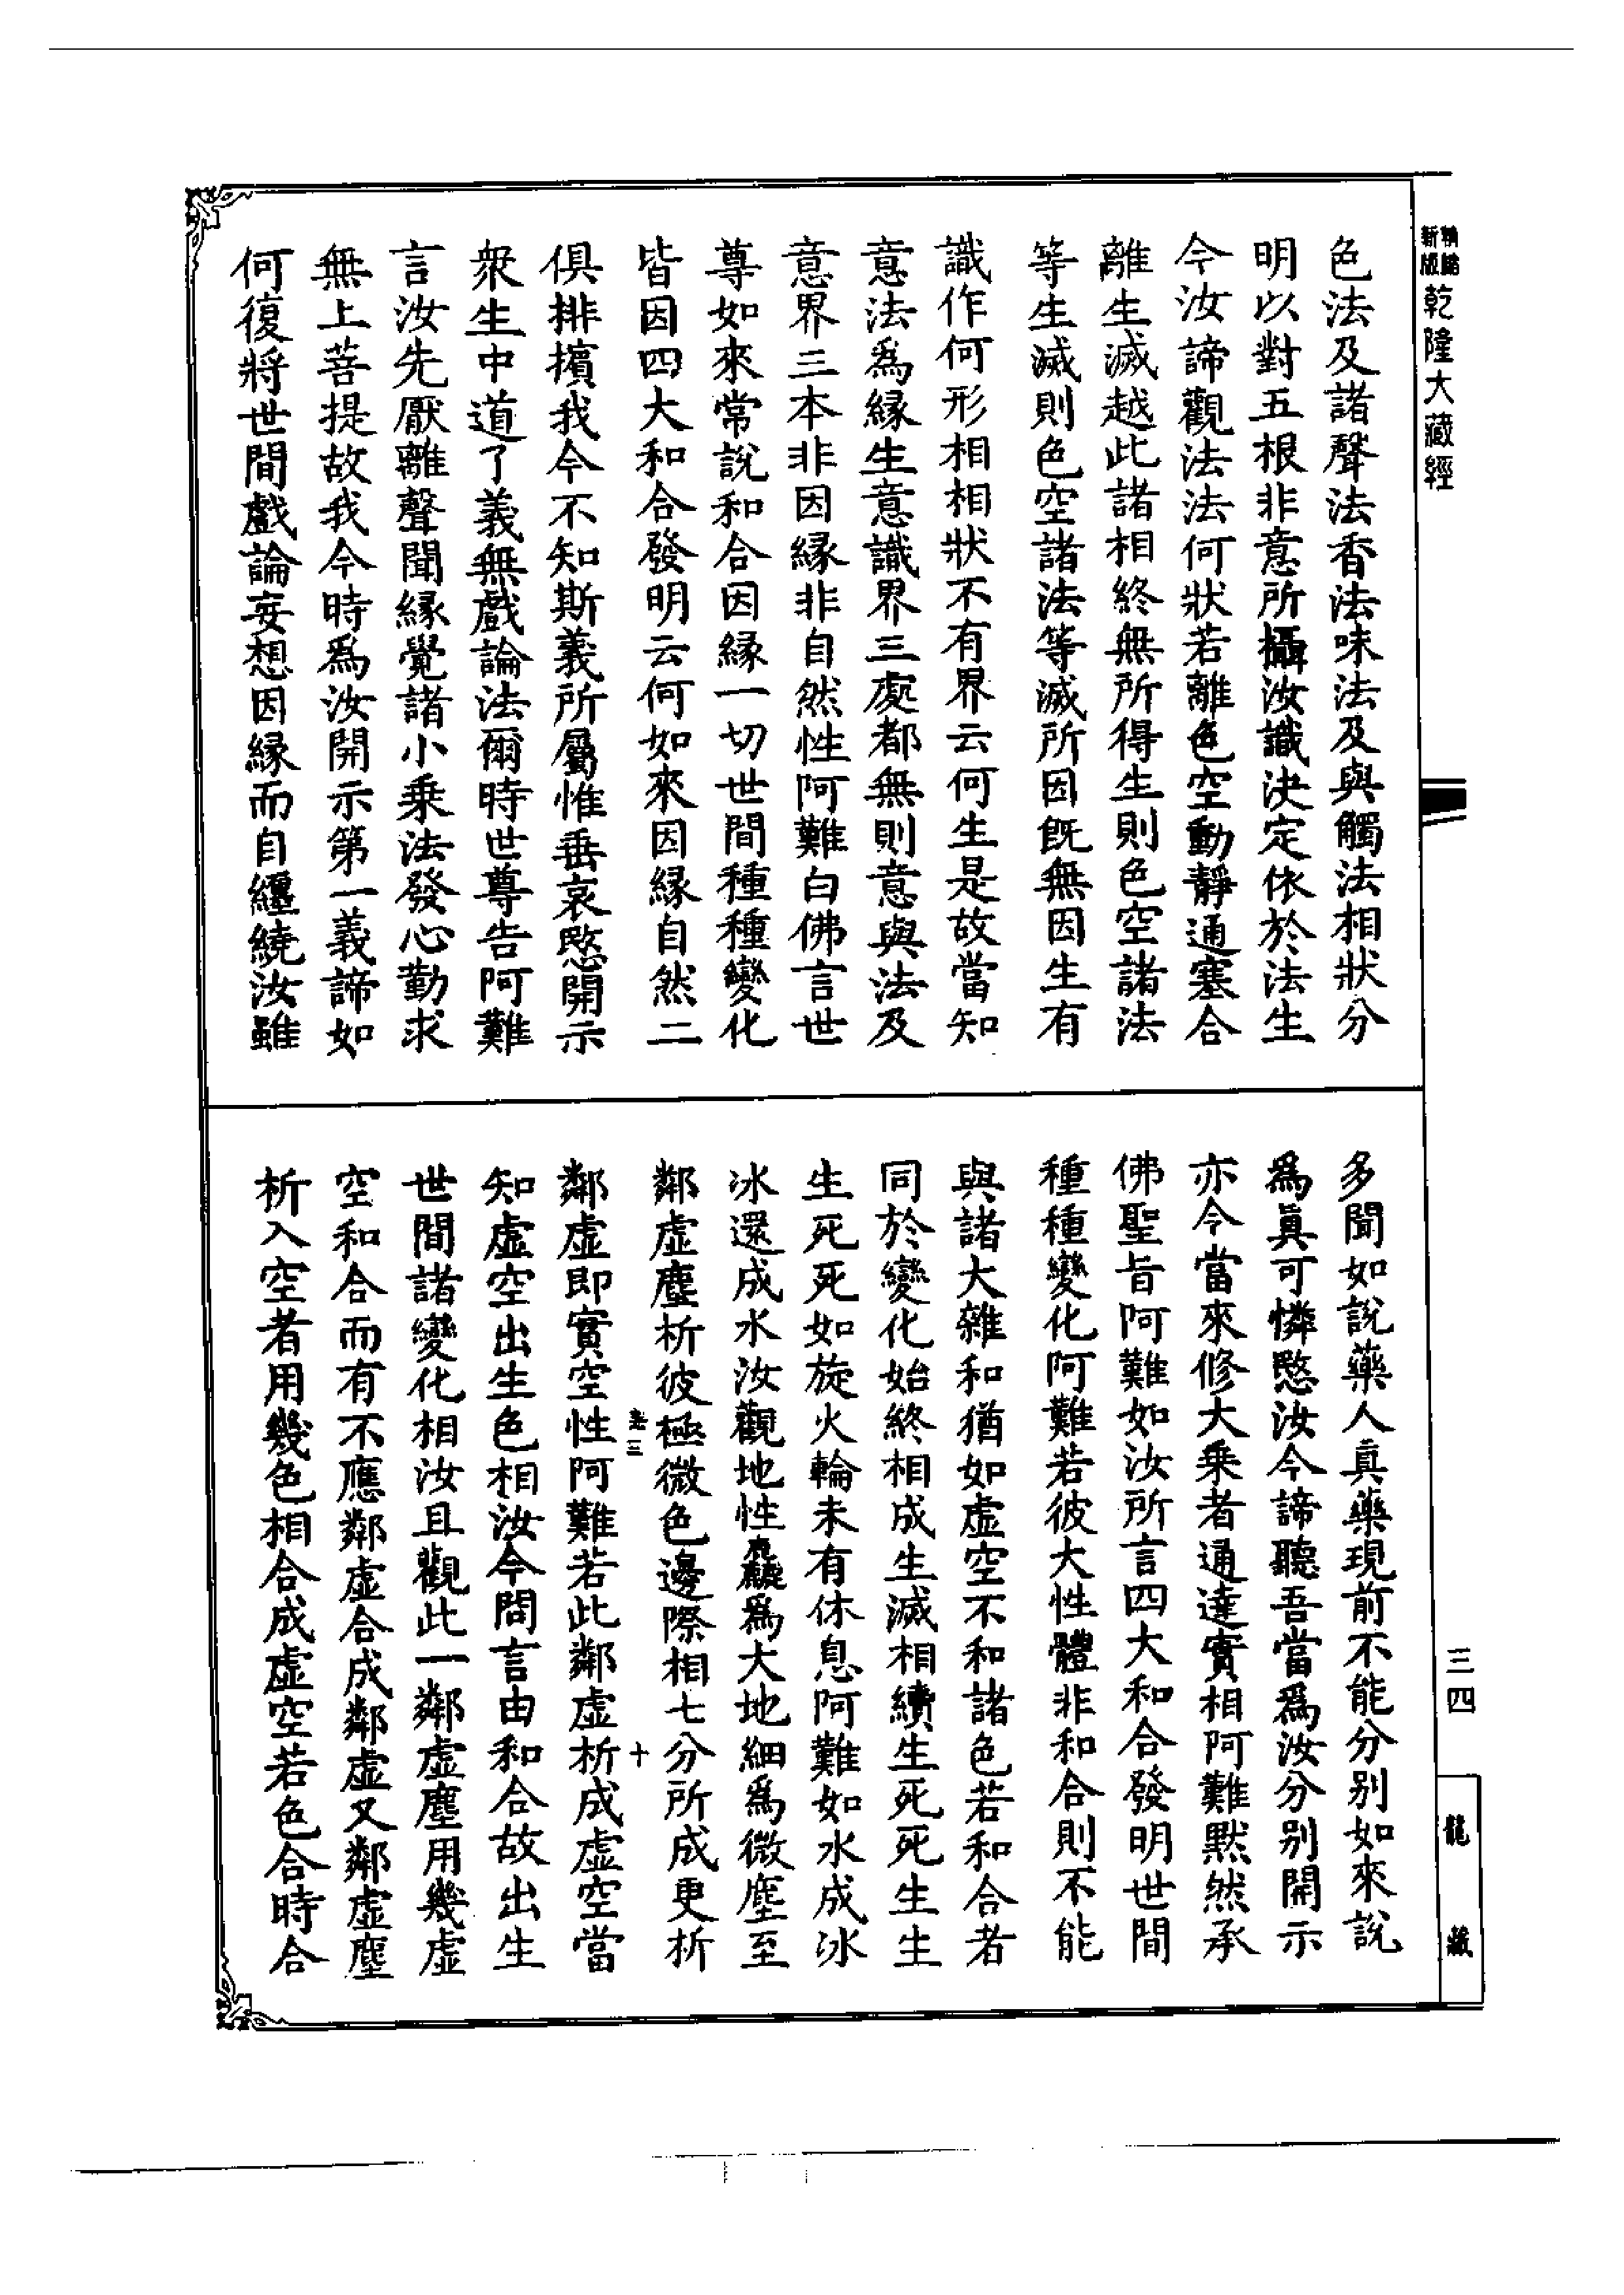 新版
乾隆大藏經
色法及諸聲法香法味法及與觸法相狀分
明以對五根非意所攝汝識決定依於法生
今汝諦觀法法何狀若離色空動靜通塞合
離生滅越此諸相終無所得生則色空諸法
等生滅則色空諸法等滅所因旣無因生有
識作何形相相狀不有界云何生是故當知
意法爲緣生意識界三處都無則意與法及
意界三本非因緣非自然性阿難白佛言世
尊如來常說和合因緣一切世間種種變化
皆因四大和合發明云何如來因緣自然二
俱排擯我今不知斯義所屬惟垂哀愍開示
衆生中道了義無戲論法爾時世尊告阿難
言汝先厭離聲聞緣覺諸小乗法發心勤求
無上菩提故我今時爲汝開示第一義諦如
何復將世間戲論妄想因緣而自纏繞汝雖
多聞如說藥人真藥現前不能分别如來說
爲眞可憐愍汝今諦聽吾當爲汝分别開示
亦令當來修大乗者通達實相阿難黙然承
佛聖旨阿難如汝所言四大和合發明世間
種種變化阿難若彼大性體非和合則不能
與諸大雜和猶如虛空不和諸色若和合者
同於變化始終相成生滅相續生死死生生
生死死如旋火輪未有休息阿難如水成冰
冰還成水汝觀地性麤爲大地細爲微塵至
鄰虛塵析彼極微色邊際相七分所成更析
三
十
鄰虛即實空性阿難若此鄰虛析成虛空當
知虛空出生色相汝今問言由和合故出生
世間諸變化相汝且觀此一鄰虛塵用幾虛
空和合而有不應鄰虛合成鄰虛又鄰虛塵
析入空者用幾色相合成虛空若色合時合
三四
龍藏